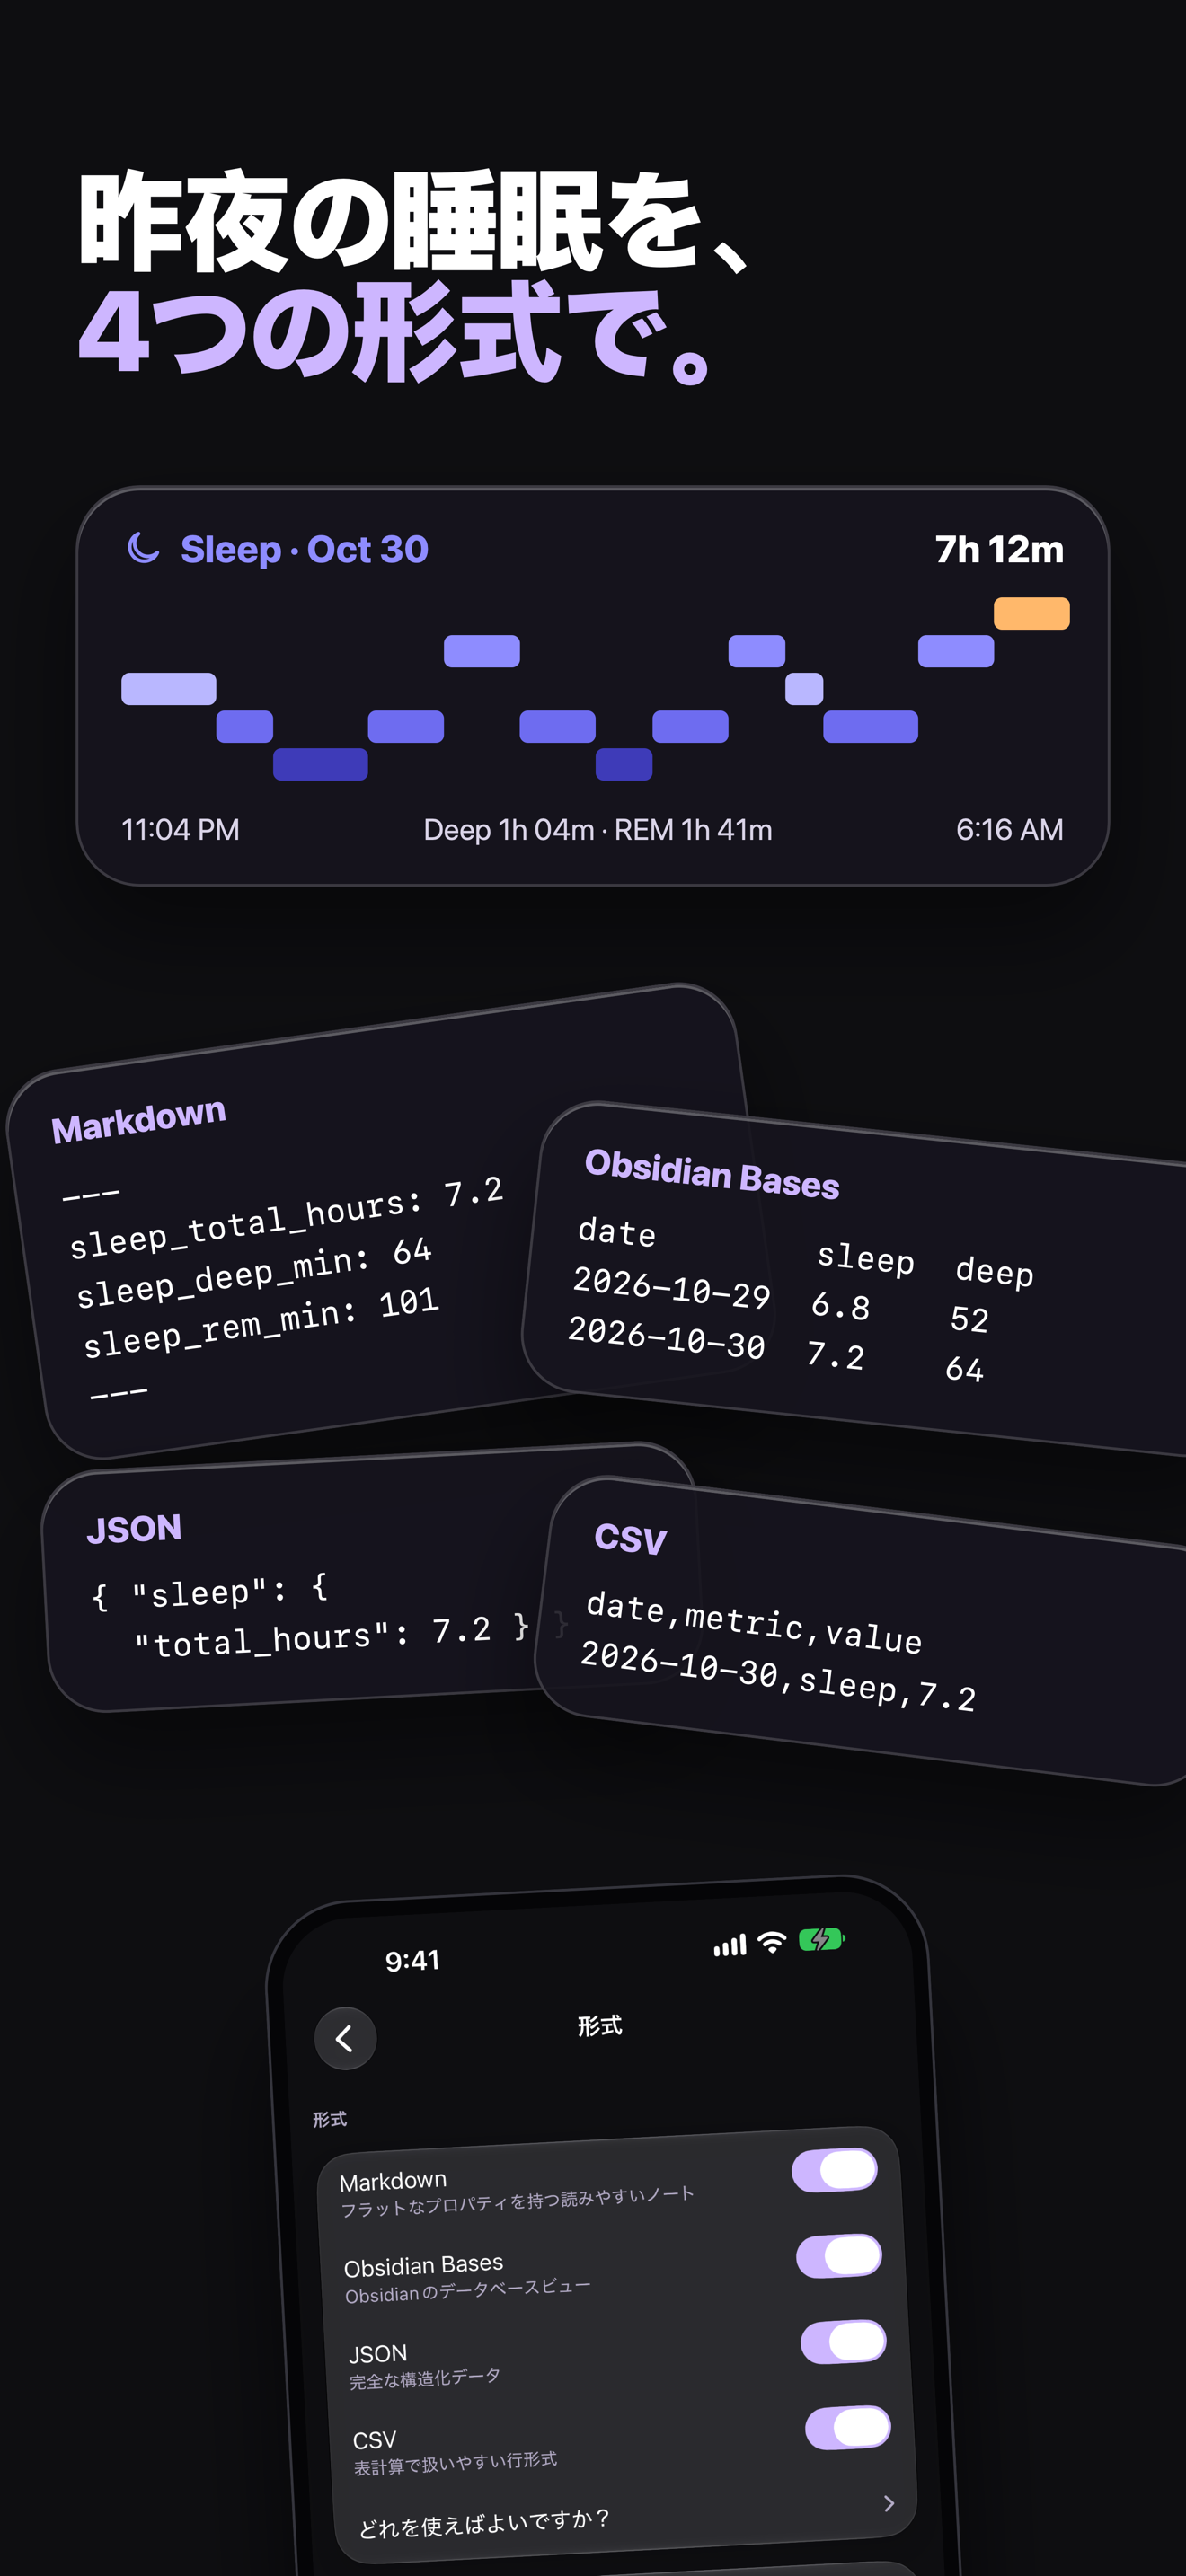 昨夜の睡眠を、
4つの形式で。
Sleep · Oct 30
7h 12m
11:04 PM
Deep 1h 04m · REM 1h 41m
6:16 AM
Markdown
---
sleep_total_hours: 7.2
sleep_deep_min: 64
sleep_rem_min: 101
---
Obsidian Bases
date sleep deep
2026-10-29 6.8 52
2026-10-30 7.2 64
JSON
{ "sleep": {
"total_hours": 7.2 } }
CSV
date,metric,value
2026-10-30,sleep,7.2
9:41
形式
形式
Markdown
フラットなプロパティを持つ読みやすいノート
Obsidian Bases
Obsidianのデータベースビュー
JSON
完全な構造化データ
CSV
表計算で扱いやすい行形式
どれを使えばよいですか？